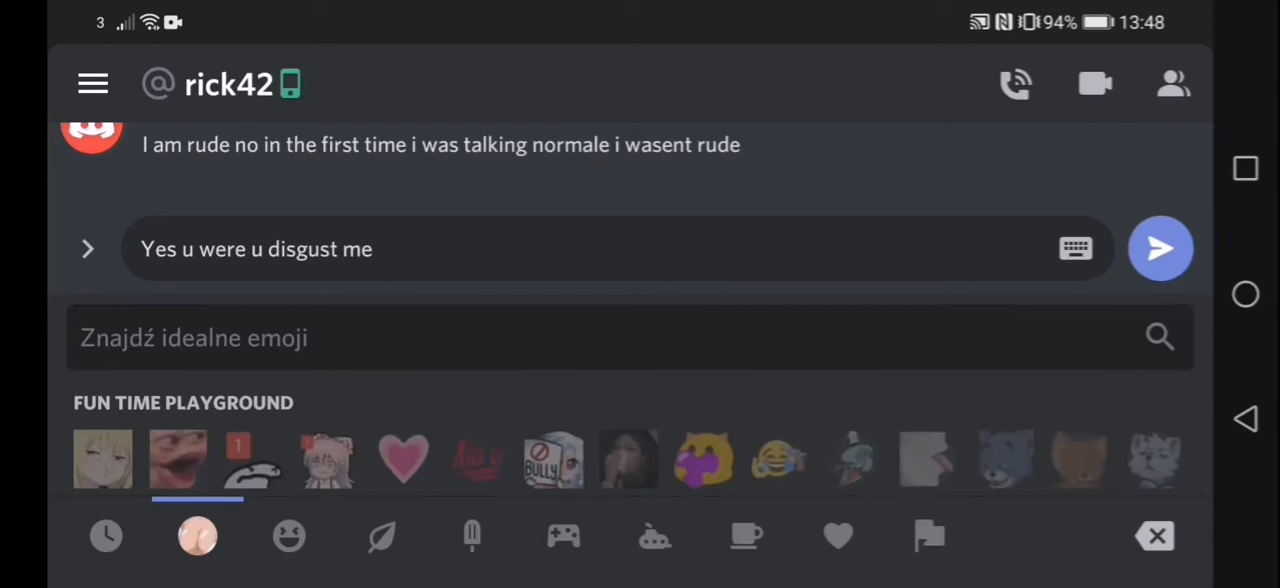 3 94% 13:48
@ rick42
I am rude no in the first time i was talking normale i wasent rude
Yes u were u disgust me
Znajdź idealne emoji
FUN TIME PLAYGROUND
1
1
BULLY